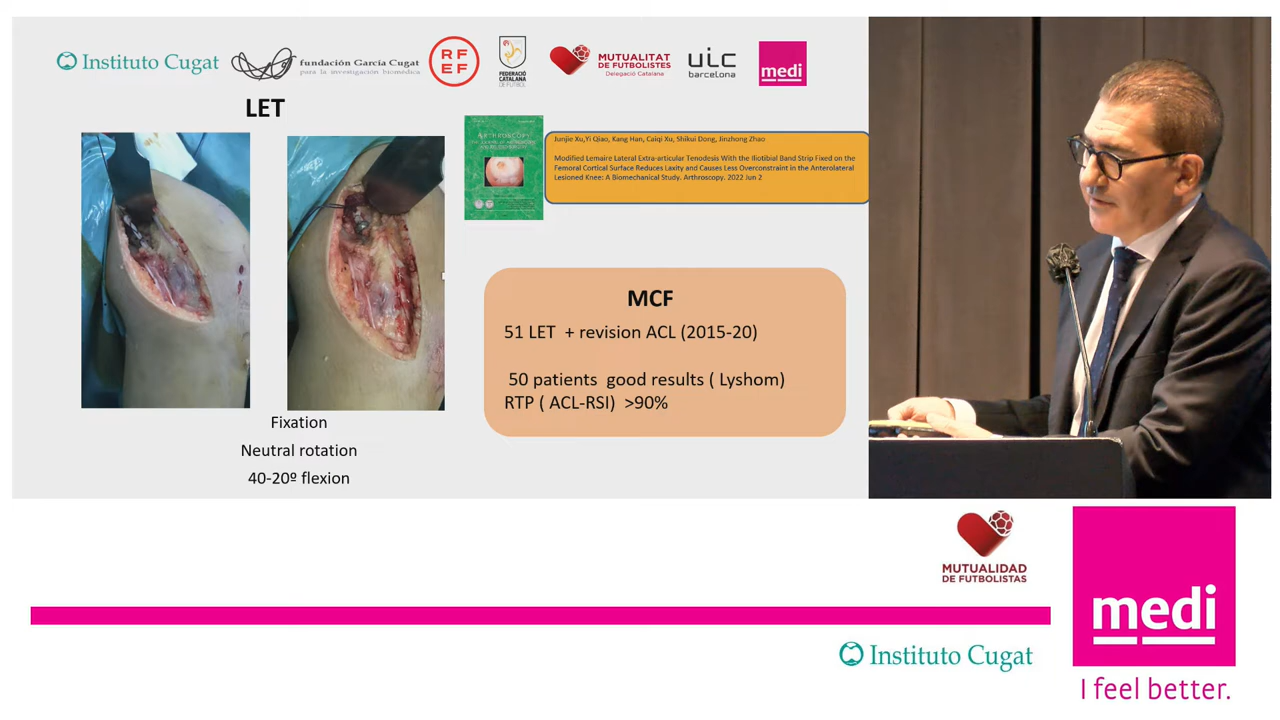 Instituto Cugat
fundación García Cugat
para la investigación biomédica
RF
EF
FEDERACIÓ
CATALANA
DE FUTBOL
MUTUALITAT
DE FUTBOLISTES
Delegació Catalana
uic
barcelona
medi
LET
ARTHROSCOPY
Junjie Xu,Yi Qiao, Kang Han, Caiqi Xu, Shikui Dong, Jinzhong Zhao
Modified Lemaire Lateral Extra-articular Tenodesis With the Iliotibial Band Strip Fixed on the
Femoral Cortical Surface Reduces Laxity and Causes Less Overconstraint in the Anterolateral
Lesioned Knee: A Biomechanical Study. Arthroscopy. 2022 Jun 2
MCF
51 LET + revision ACL (2015-20)
50 patients good results ( Lyshom)
RTP ( ACL-RSI) >90%
Fixation
Neutral rotation
40-20º flexion
MUTUALIDAD
DE FUTBOLISTAS
medi
Instituto Cugat
I feel better.